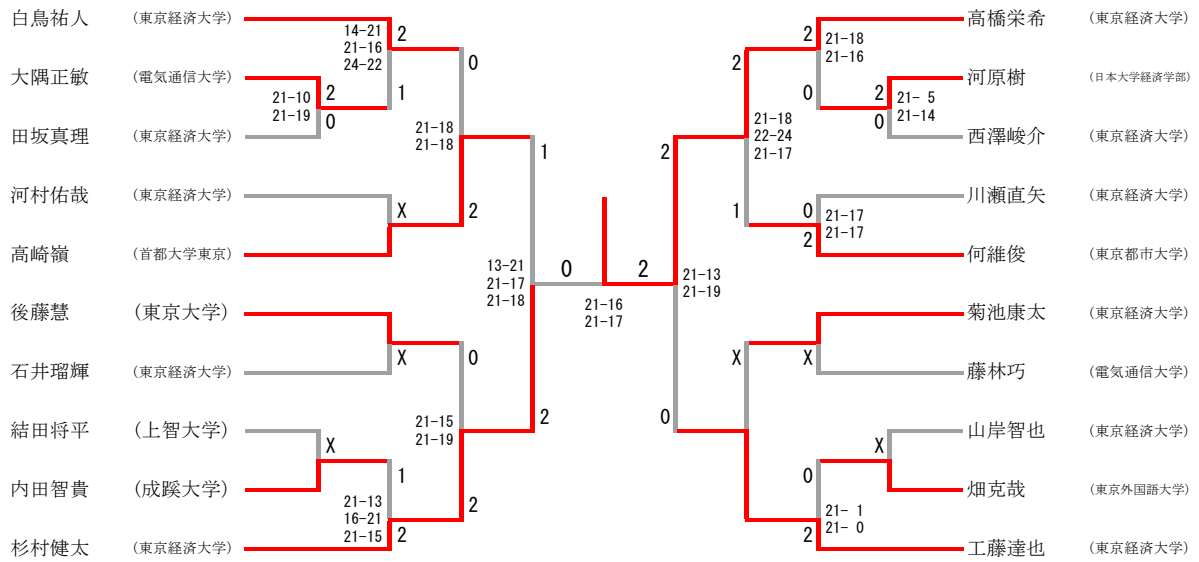 白鳥祐人 (東京経済大学)
14-21
21-16
24-22
2
0
大隅正敏 (電気通信大学)
21-10
21-19
2
0
1
田坂真理 (東京経済大学)
21-18
21-18
1
河村佑哉 (東京経済大学)
X
2
高崎嶺 (首都大学東京)
13-21
21-17
21-18
0
後藤慧 (東京大学)
X
0
石井瑠輝 (東京経済大学)
21-15
21-19
2
結田将平 (上智大学)
X
1
内田智貴 (成蹊大学)
21-13
16-21
21-15
2
2
杉村健太 (東京経済大学)
21-16
21-17
2
高橋栄希 (東京経済大学)
2
21-18
21-16
2
0
河原樹 (日本大学経済学部)
2
21- 5
21-14
0
西澤峻介 (東京経済大学)
21-18
22-24
21-17
2
川瀬直矢 (東京経済大学)
1
0
21-17
21-17
2
何維俊 (東京都市大学)
21-13
21-19
菊池康太 (東京経済大学)
X
X
藤林巧 (電気通信大学)
0
山岸智也 (東京経済大学)
X
0
畑克哉 (東京外国語大学)
21- 1
21- 0
2
工藤達也 (東京経済大学)